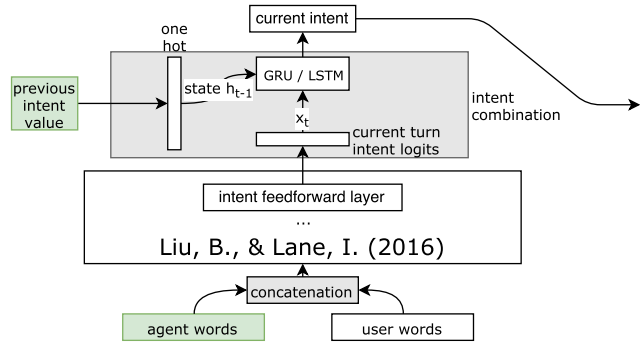 current intent
one
hot
GRU / LSTM
previous
intent
value
state h_{t-1}
intent
combination
x_t
current turn
intent logits
intent feedforward layer
...
Liu, B., & Lane, I. (2016)
concatenation
agent words
user words